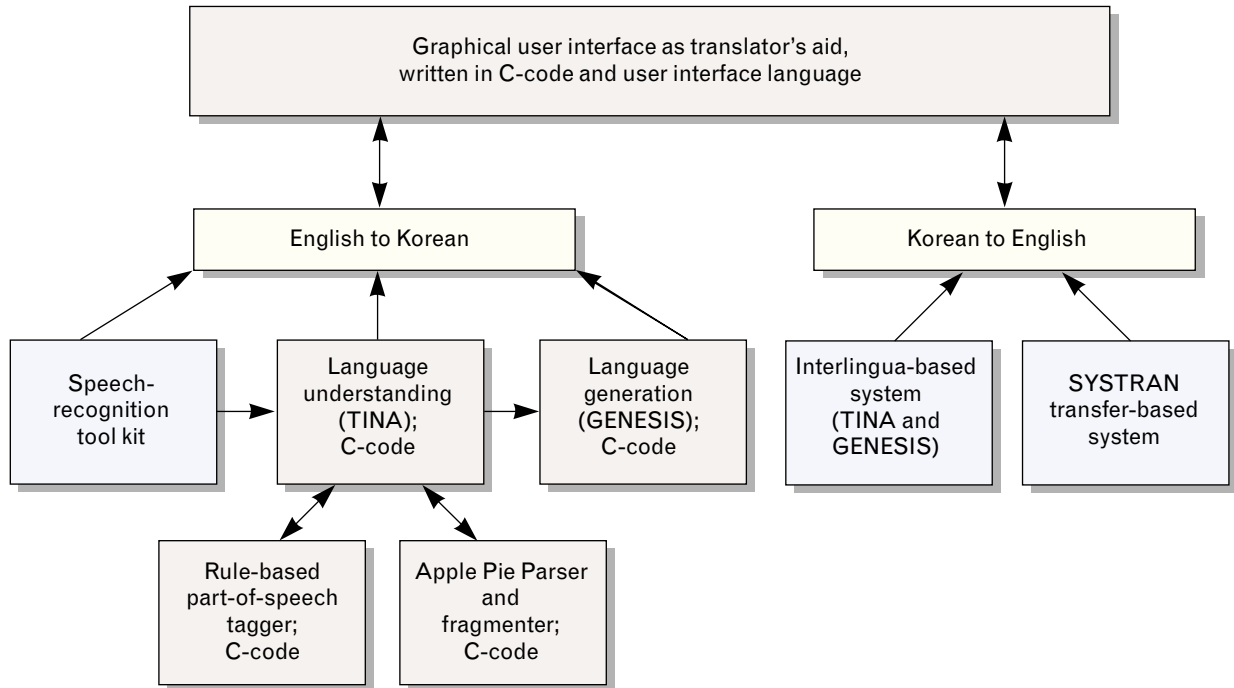 Graphical user interface as translator's aid,
written in C-code and user interface language
English to Korean
Korean to English
Speech-
recognition
tool kit
Language
understanding
(TINA);
C-code
Language
generation
(GENESIS);
C-code
Interlingua-based
system
(TINA and
GENESIS)
SYSTRAN
transfer-based
system
Rule-based
part-of-speech
tagger;
C-code
Apple Pie Parser
and
fragmenter;
C-code